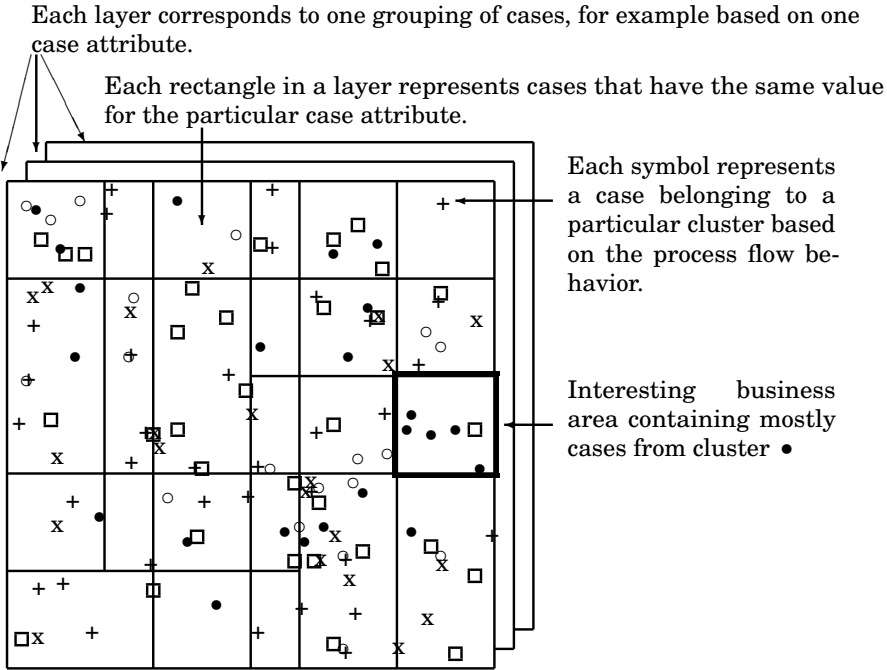 Each layer corresponds to one grouping of cases, for example based on one
case attribute.
Each rectangle in a layer represents cases that have the same value
for the particular case attribute.
Each symbol represents
a case belonging to a
particular cluster based
on the process flow be-
havior.
Interesting business
area containing mostly
cases from cluster ●